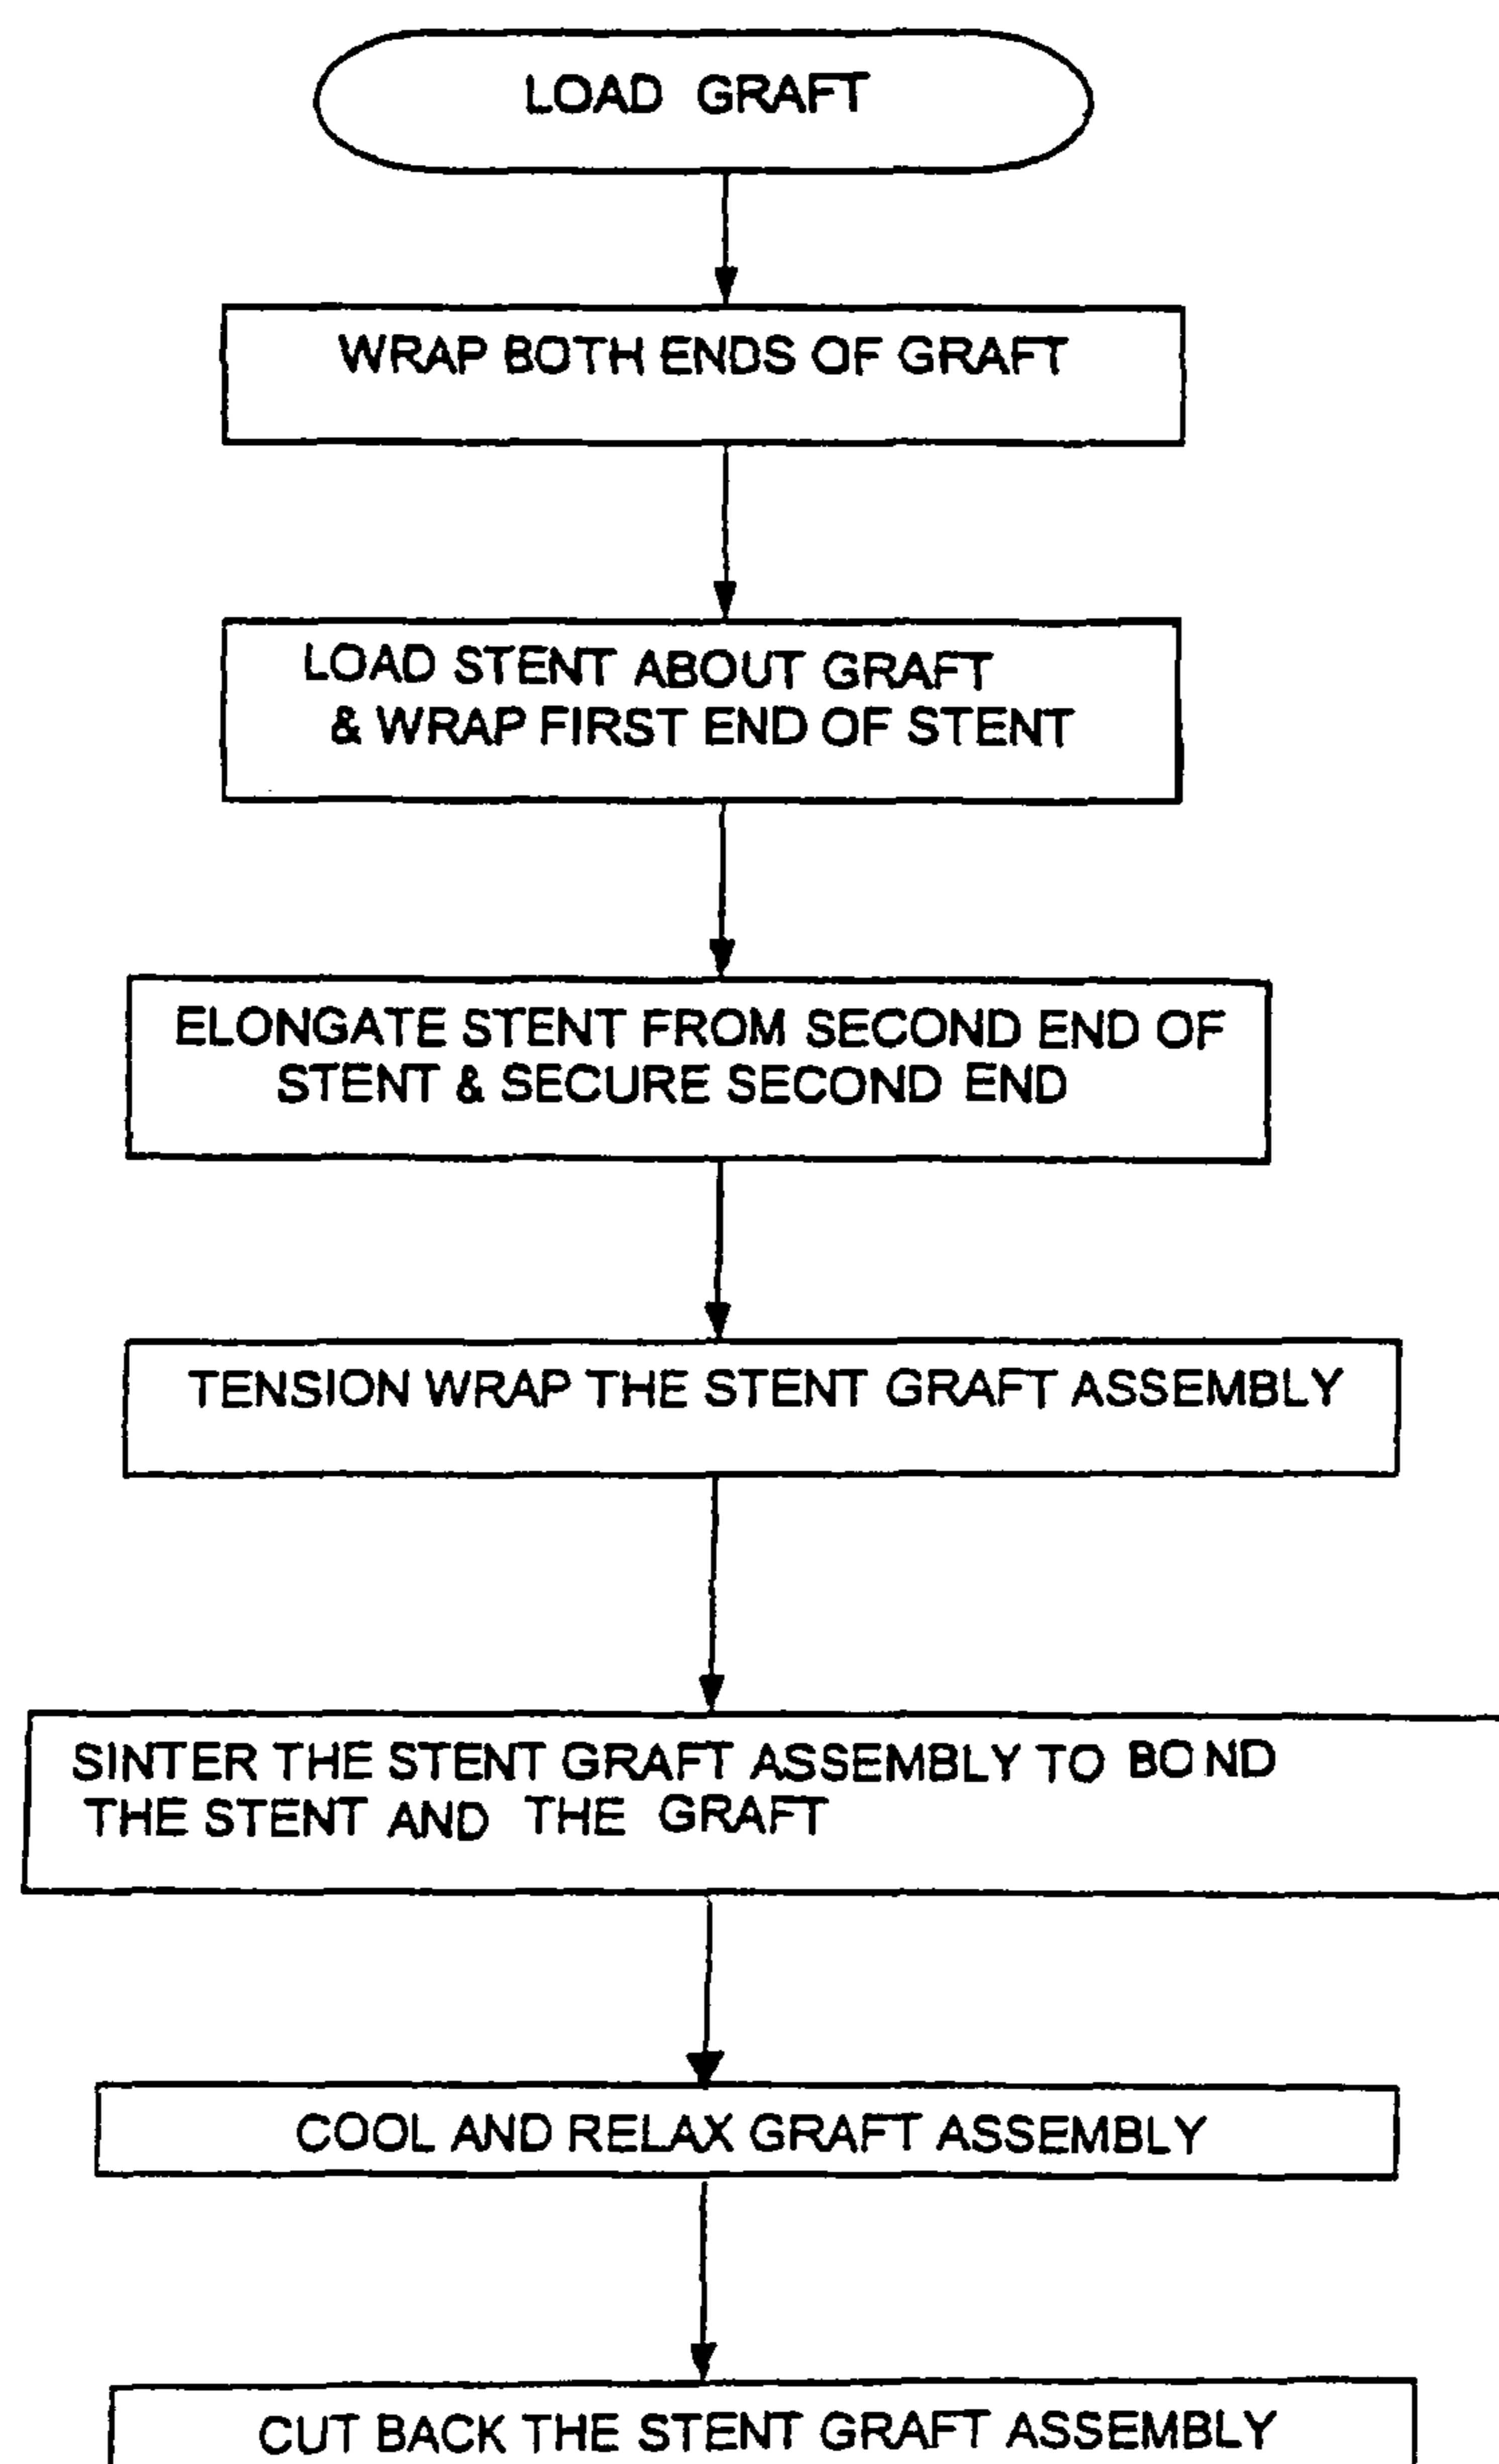 LOAD GRAFT
WRAP BOTH ENDS OF GRAFT
LOAD STENT ABOUT GRAFT
& WRAP FIRST END OF STENT
ELONGATE STENT FROM SECOND END OF
STENT & SECURE SECOND END
TENSION WRAP THE STENT GRAFT ASSEMBLY
SINTER THE STENT GRAFT ASSEMBLY TO BOND
THE STENT AND THE GRAFT
COOL AND RELAX GRAFT ASSEMBLY
CUT BACK THE STENT GRAFT ASSEMBLY